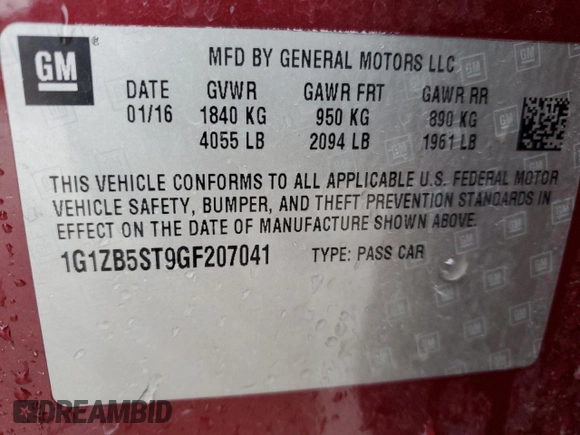 GM
MFD BY GENERAL MOTORS LLC
DATE GVWR GAWR FRT GAWR RR
01/16 1840 KG 950 KG 890 KG
4055 LB 2094 LB 1961 LB
THIS VEHICLE CONFORMS TO ALL APPLICABLE U.S. FEDERAL MOTOR
VEHICLE SAFETY, BUMPER, AND THEFT PREVENTION STANDARDS
IN EFFECT ON THE DATE OF MANUFACTURE SHOWN ABOVE.
1G1ZB5ST9GF207041 TYPE: PASS CAR
DREAMBID